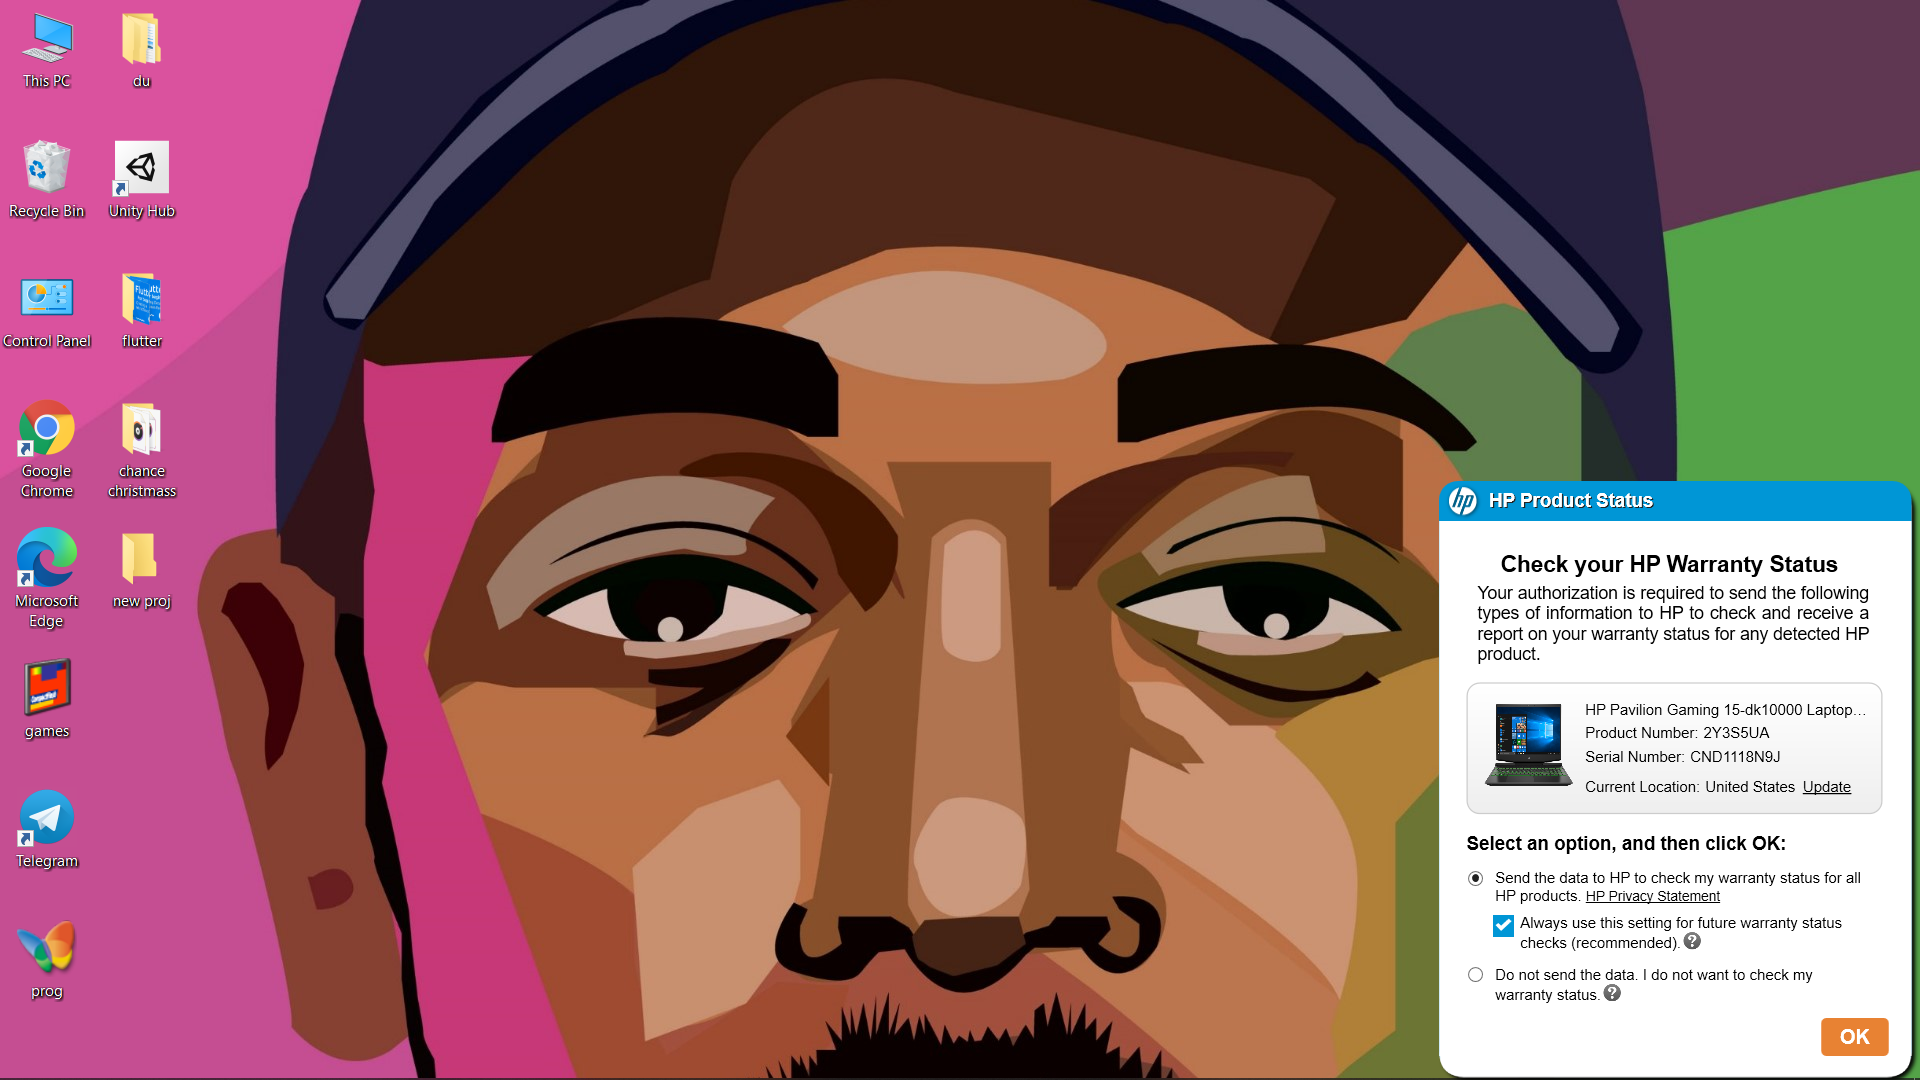 This PC
du
Recycle Bin
Unity Hub
Control Panel
flutter
Google
Chrome
chance
christmass
Microsoft
Edge
new proj
games
Telegram
prog
hp
HP Product Status
Check your HP Warranty Status
Your authorization is required to send the following
types of information to HP to check and receive a
report on your warranty status for any detected HP
product.
HP Pavilion Gaming 15-dk10000 Laptop...
Product Number: 2Y3S5UA
Serial Number: CND1118N9J
Current Location: United States Update
Select an option, and then click OK:
Send the data to HP to check my warranty status for all
HP products. HP Privacy Statement
Always use this setting for future warranty status
checks (recommended). ?
Do not send the data. I do not want to check my
warranty status. ?
OK